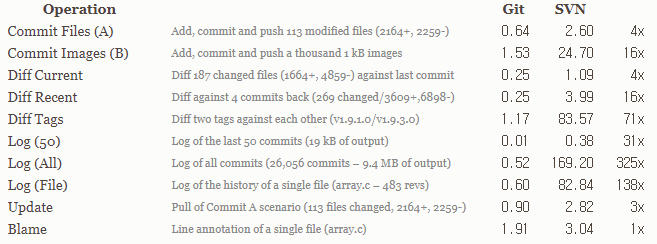 Operation Git SVN
Commit Files (A) Add, commit and push 113 modified files (2164+, 2259-) 0.64 2.60 4x
Commit Images (B) Add, commit and push a thousand 1 kB images 1.53 24.70 16x
Diff Current Diff 187 changed files (1664+, 4859-) against last commit 0.25 1.09 4x
Diff Recent Diff against 4 commits back (269 changed/3609+,6898-) 0.25 3.99 16x
Diff Tags Diff two tags against each other (v1.9.1.0/v1.9.3.0) 1.17 83.57 71x
Log (50) Log of the last 50 commits (19 kB of output) 0.01 0.38 31x
Log (All) Log of all commits (26,056 commits – 9.4 MB of output) 0.52 169.20 325x
Log (File) Log of the history of a single file (array.c – 483 revs) 0.60 82.84 138x
Update Pull of Commit A scenario (113 files changed, 2164+, 2259-) 0.90 2.82 3x
Blame Line annotation of a single file (array.c) 1.91 3.04 1x